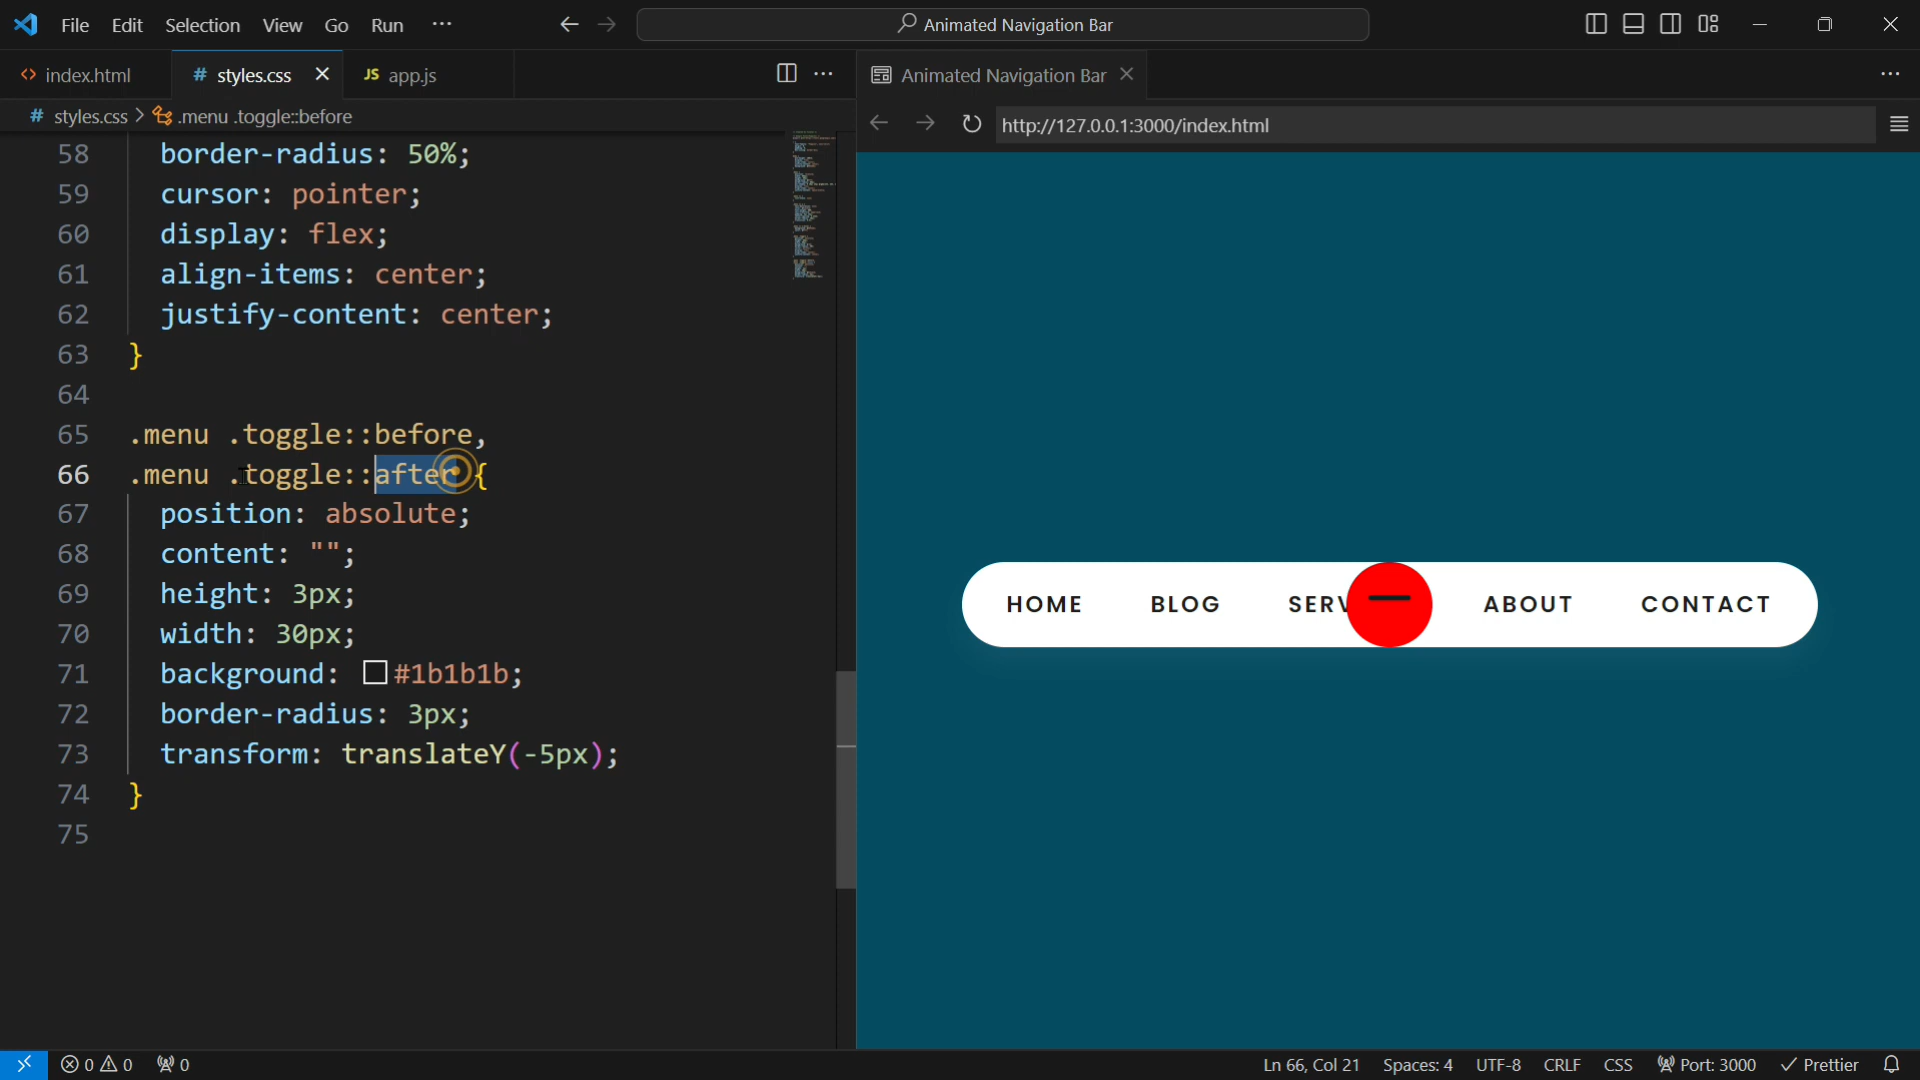 File Edit Selection View Go Run ··· Animated Navigation Bar
index.html # styles.css JS app.js Animated Navigation Bar
# styles.css > .menu .toggle::before
http://127.0.0.1:3000/index.html
58 border-radius: 50%;
59 cursor: pointer;
60 display: flex;
61 align-items: center;
62 justify-content: center;
63 }
64
65 .menu .toggle::before,
66 .menu .toggle::after {
67 position: absolute;
68 content: "";
69 height: 3px;
70 width: 30px;
71 background: #1b1b1b;
72 border-radius: 3px;
73 transform: translateY(-5px);
74 }
75
HOME BLOG SERV ABOUT CONTACT
0 0 0 Ln 66, Col 21 Spaces: 4 UTF-8 CRLF CSS Port: 3000 Prettier